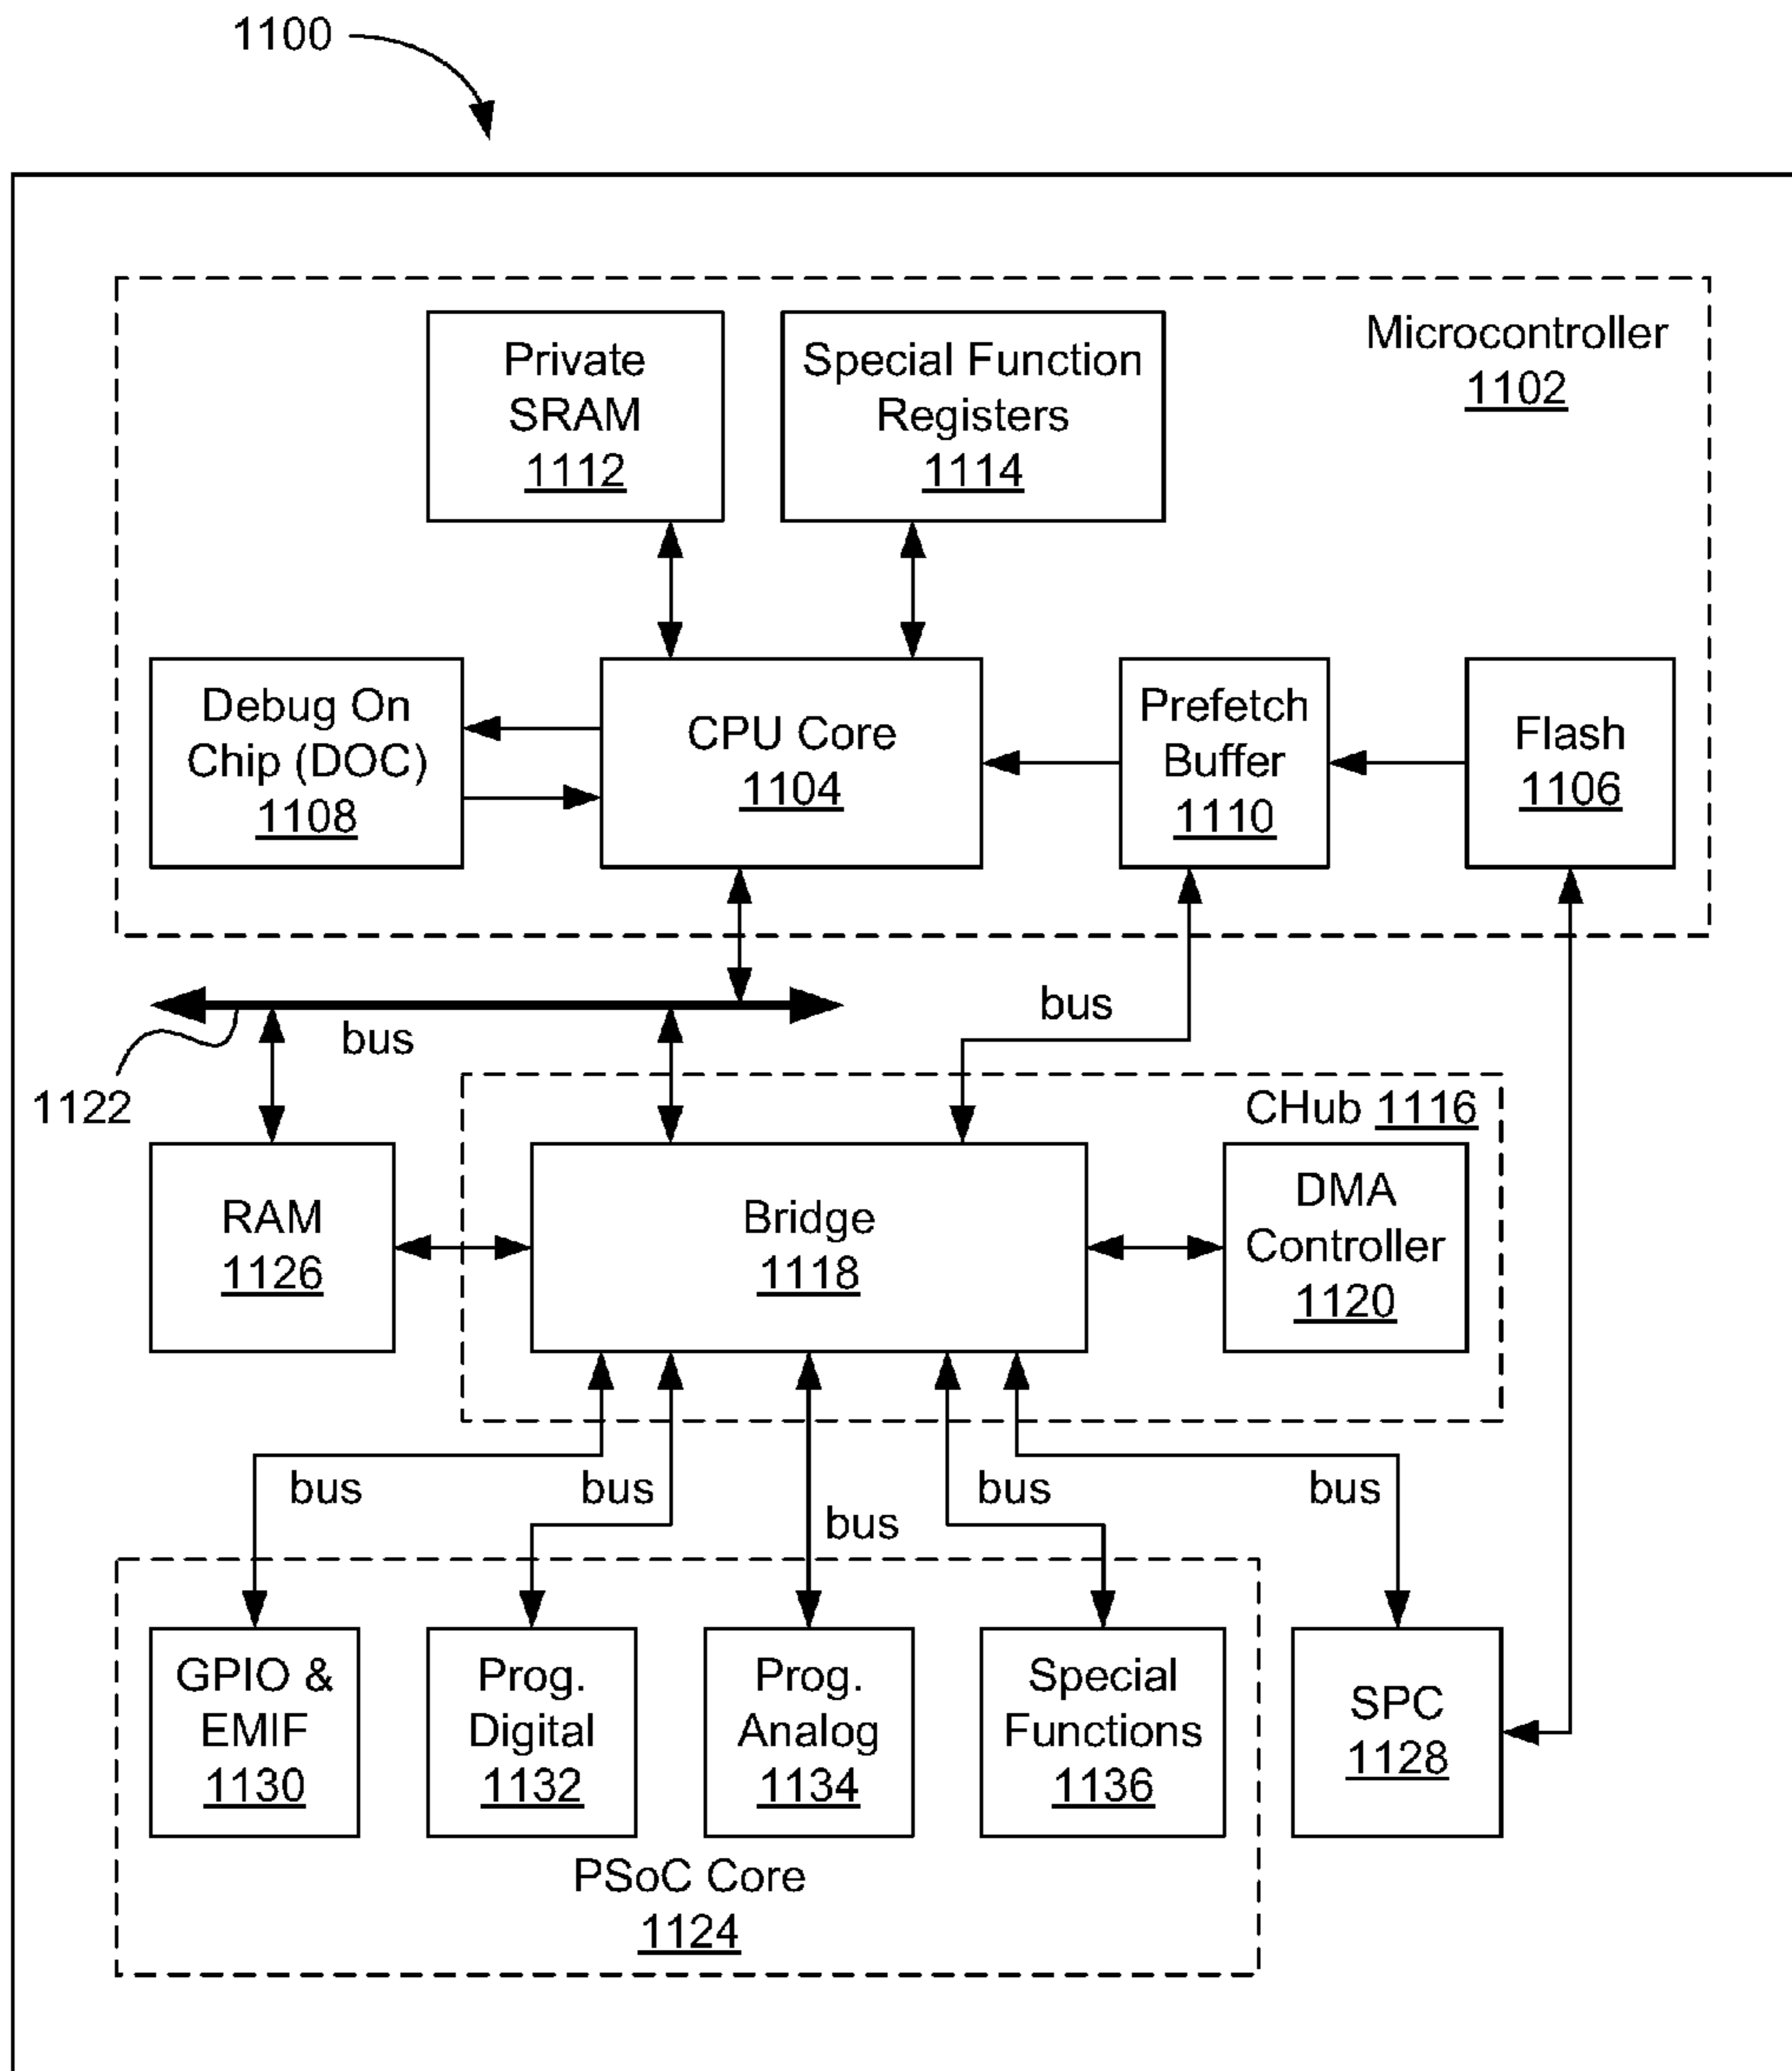 1100
Microcontroller
1102
Private
SRAM
1112
Special Function
Registers
1114
Debug On
Chip (DOC)
1108
CPU Core
1104
Prefetch
Buffer
1110
Flash
1106
bus
bus
1122
CHub 1116
RAM
1126
Bridge
1118
DMA
Controller
1120
bus
bus
bus
bus
bus
GPIO &
EMIF
1130
Prog.
Digital
1132
Prog.
Analog
1134
Special
Functions
1136
SPC
1128
PSoC Core
1124